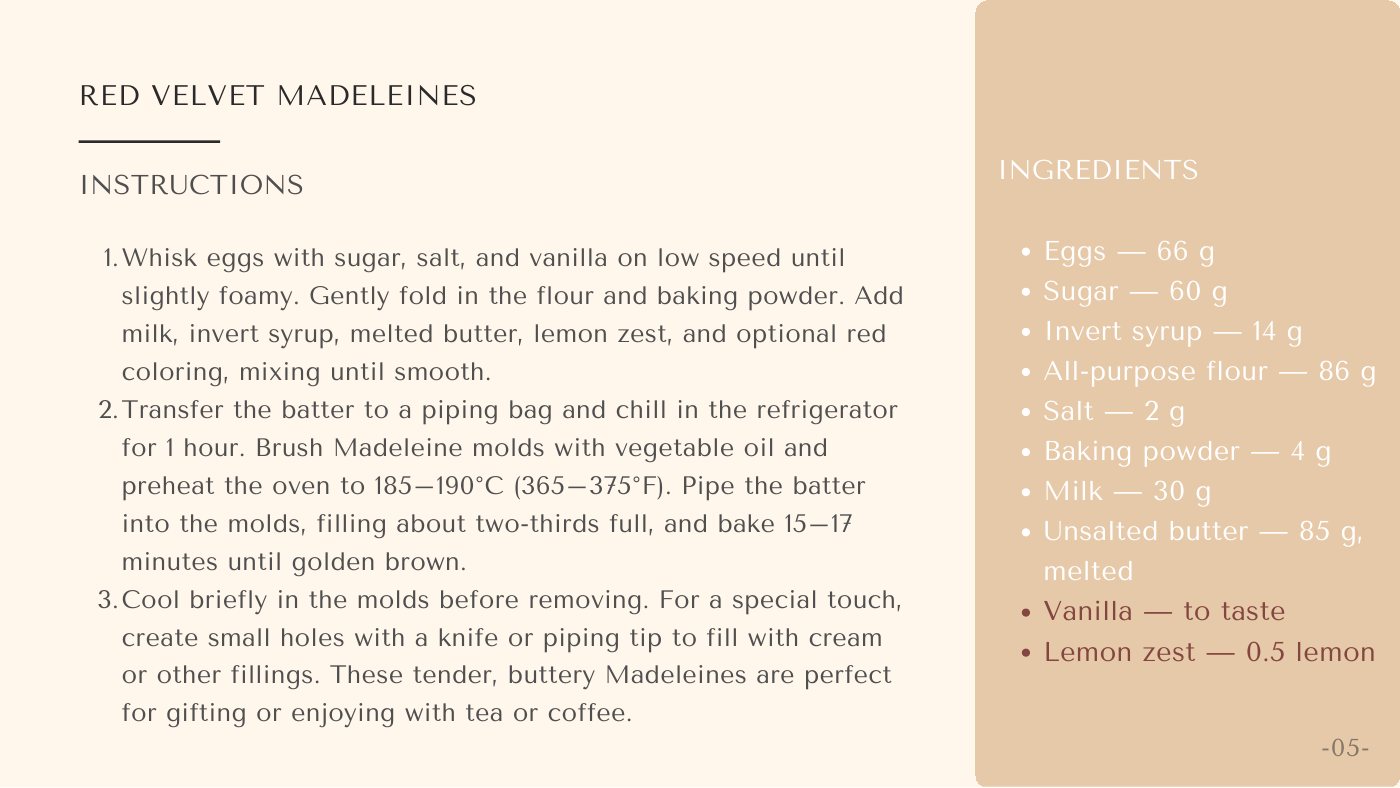 RED VELVET MADELEINES
INSTRUCTIONS
1. Whisk eggs with sugar, salt, and vanilla on low speed until
slightly foamy. Gently fold in the flour and baking powder. Add
milk, invert syrup, melted butter, lemon zest, and optional red
coloring, mixing until smooth.
2. Transfer the batter to a piping bag and chill in the refrigerator
for 1 hour. Brush Madeleine molds with vegetable oil and
preheat the oven to 185–190°C (365–375°F). Pipe the batter
into the molds, filling about two-thirds full, and bake 15–17
minutes until golden brown.
3. Cool briefly in the molds before removing. For a special touch,
create small holes with a knife or piping tip to fill with cream
or other fillings. These tender, buttery Madeleines are perfect
for gifting or enjoying with tea or coffee.
INGREDIENTS
• Eggs — 66 g
• Sugar — 60 g
• Invert syrup — 14 g
• All-purpose flour — 86 g
• Salt — 2 g
• Baking powder — 4 g
• Milk — 30 g
• Unsalted butter — 85 g,
melted
• Vanilla — to taste
• Lemon zest — 0.5 lemon
-05-